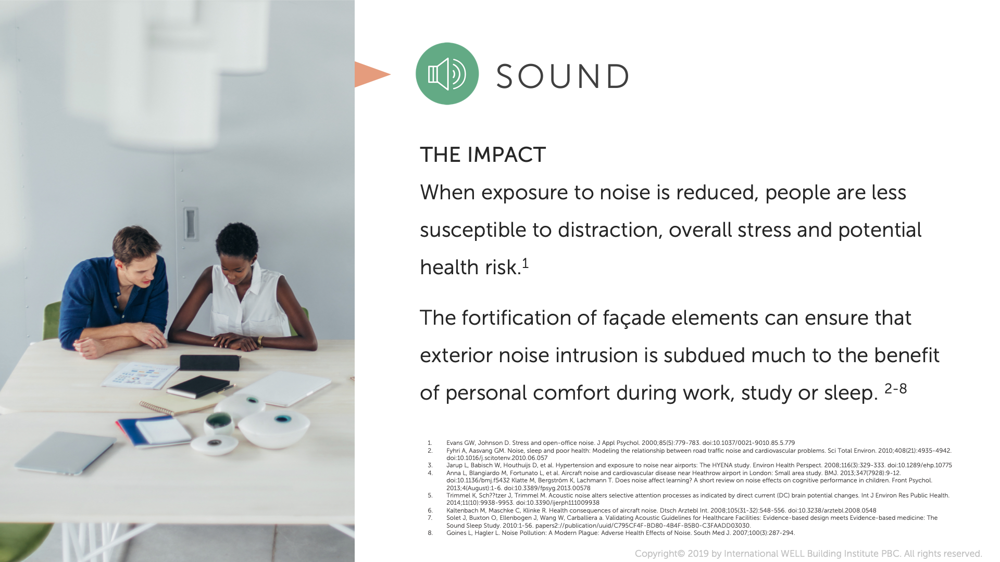 SOUND
THE IMPACT
When exposure to noise is reduced, people are less
susceptible to distraction, overall stress and potential
health risk.1
The fortification of façade elements can ensure that
exterior noise intrusion is subdued much to the benefit
of personal comfort during work, study or sleep. 2-8
1. Evans GW, Johnson D. Stress and open-office noise. J Appl Psychol. 2000;85(5):779-783. doi:10.1037/0021-9010.85.5.779
2. Fyhri A, Aasvang GM. Noise, sleep and poor health: Modeling the relationship between road traffic noise and cardiovascular problems. Sci Total Environ. 2010;408(21):4935-4942.
doi:10.1016/j.scitotenv.2010.06.057
3. Jarup L, Babisch W, Houthuijs D, et al. Hypertension and exposure to noise near airports: The HYENA study. Environ Health Perspect. 2008;116(3):329-333. doi:10.1289/ehp.10775
4. Anna L, Blangiardo M, Fortunato L, et al. Aircraft noise and cardiovascular disease near Heathrow airport in London: Small area study. BMJ. 2013;347(7928):9-12.
doi:10.1136/bmj.f5432 Klatte M, Bergström K, Lachmann T. Does noise affect learning? A short review on noise effects on cognitive performance in children. Front Psychol.
2013;4(August):1-6. doi:10.3389/fpsyg.2013.00578
5. Trimmel K, Sch??tzer J, Trimmel M. Acoustic noise alters selective attention processes as indicated by direct current (DC) brain potential changes. Int J Environ Res Public Health.
2014;11(10):9938-9953. doi:10.3390/ijerph111009938
6. Kaltenbach M, Maschke C, Klinke R. Health consequences of aircraft noise. Dtsch Arztebl Int. 2008;105(31-32):548-556. doi:10.3238/arztebl.2008.0548
7. Solet J, Buxton O, Ellenbogen J, Wang W, Carballiera a. Validating Acoustic Guidelines for Healthcare Facilities: Evidence-based design meets Evidence-based medicine: The
Sound Sleep Study. 2010:1-56. papers2://publication/uuid/C795CF4F-BD80-4B4F-B5B0-C3FAADD03030.
8. Goines L, Hagler L. Noise Pollution: A Modern Plague: Adverse Health Effects of Noise. South Med J. 2007;100(3):287-294.
Copyright© 2019 by International WELL Building Institute PBC. All rights reserved.